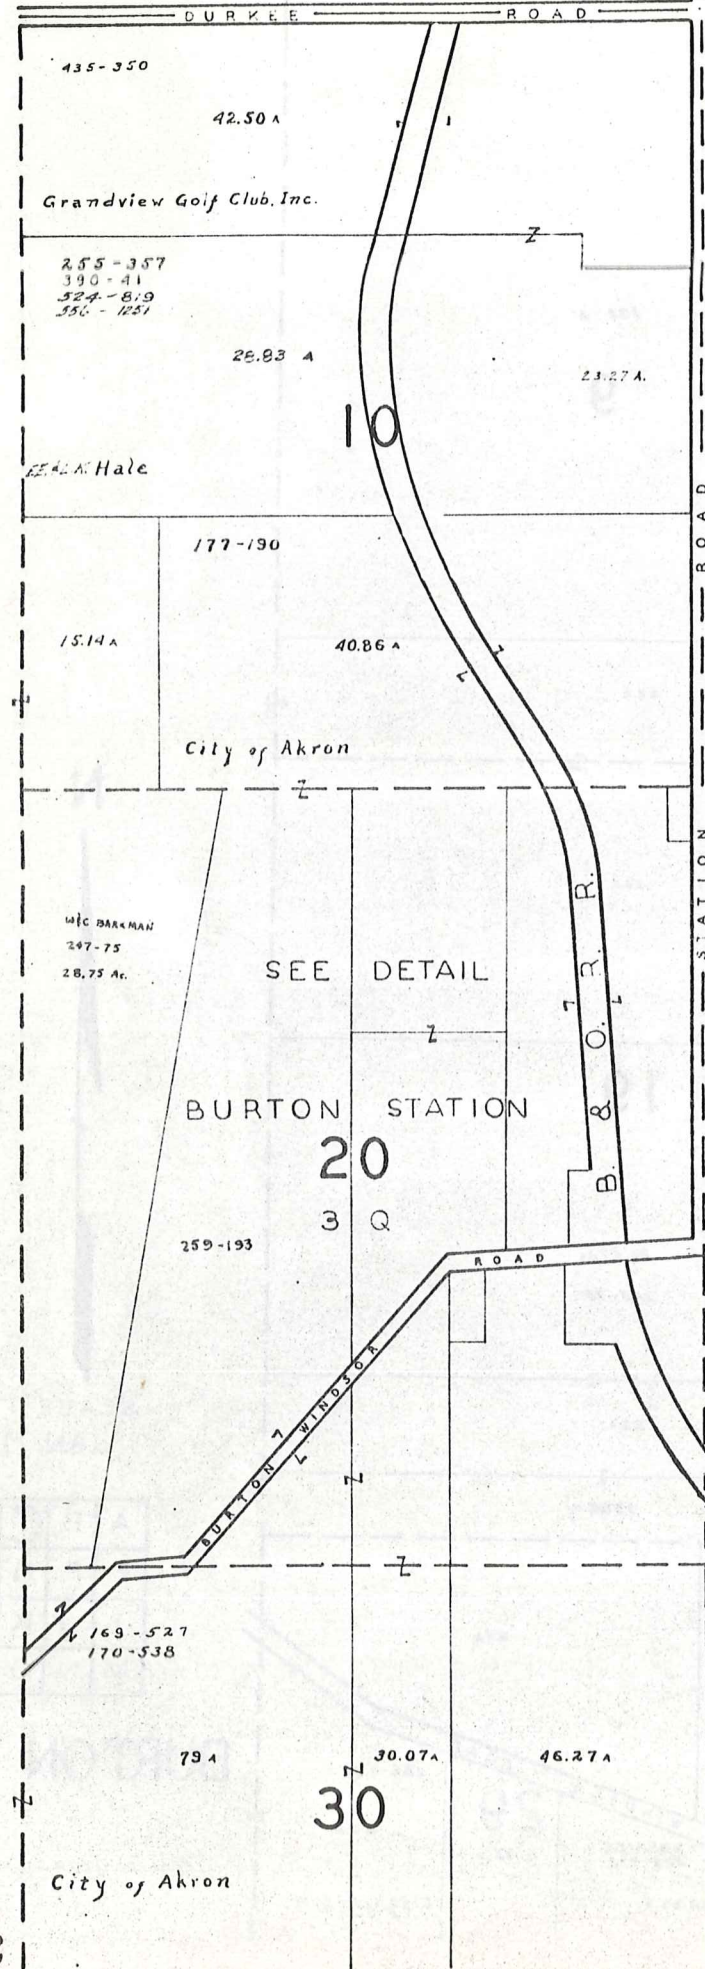 DURKEE ROAD
435-350
42.50 A
Grandview Golf Club, Inc.
255-357
390-41
524-819
556-1251
28.83 A
23.27 A.
10
Hale
177-190
15.14 A
40.86 A
City of Akron
STATION ROAD
W&C BARKMAN
247-75
28.75 Ac.
SEE DETAIL
BURTON STATION
20
3 Q
B. & O. R. R.
259-193
BURTON WINDSOR ROAD
169-527
170-538
79 A
30.07 A
46.27 A
30
City of Akron